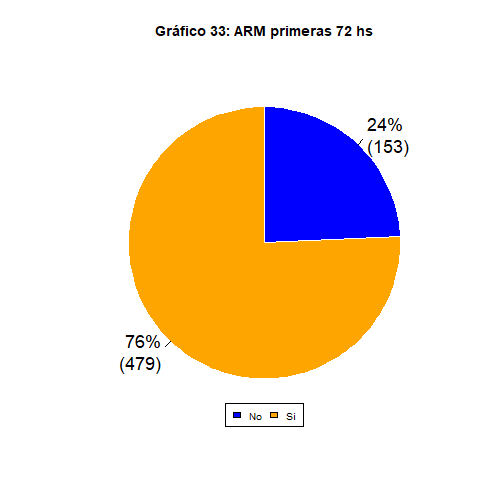 Gráfico 33: ARM primeras 72 hs
24%
(153)
76%
(479)
No Si